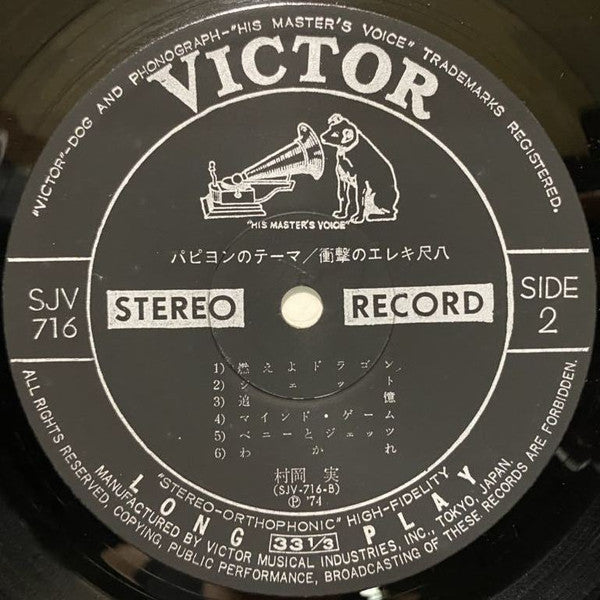 "VICTOR"–DOG AND PHONOGRAPH–"HIS MASTER'S VOICE" TRADEMARKS REGISTERED.
VICTOR
"HIS MASTER'S VOICE"
パピヨンのテーマ/衝撃のエレキ尺八
SJV
716
STEREO
RECORD
SIDE
2
1) 燃えよドラゴン
2) ジェット
3) 追憶
4) マインド・ゲーム
5) ベニーとジェッツ
6) わかれ
村岡 実
(SJV-716-B)
Ⓟ '74
"STEREO-ORTHOPHONIC" HIGH-FIDELITY
LONG 33 1/3 PLAY
MANUFACTURED BY VICTOR MUSICAL INDUSTRIES, INC., TOKYO, JAPAN.
ALL RIGHTS RESERVED, COPYING, PUBLIC PERFORMANCE, BROADCASTING OF THESE RECORDS ARE FORBIDDEN.